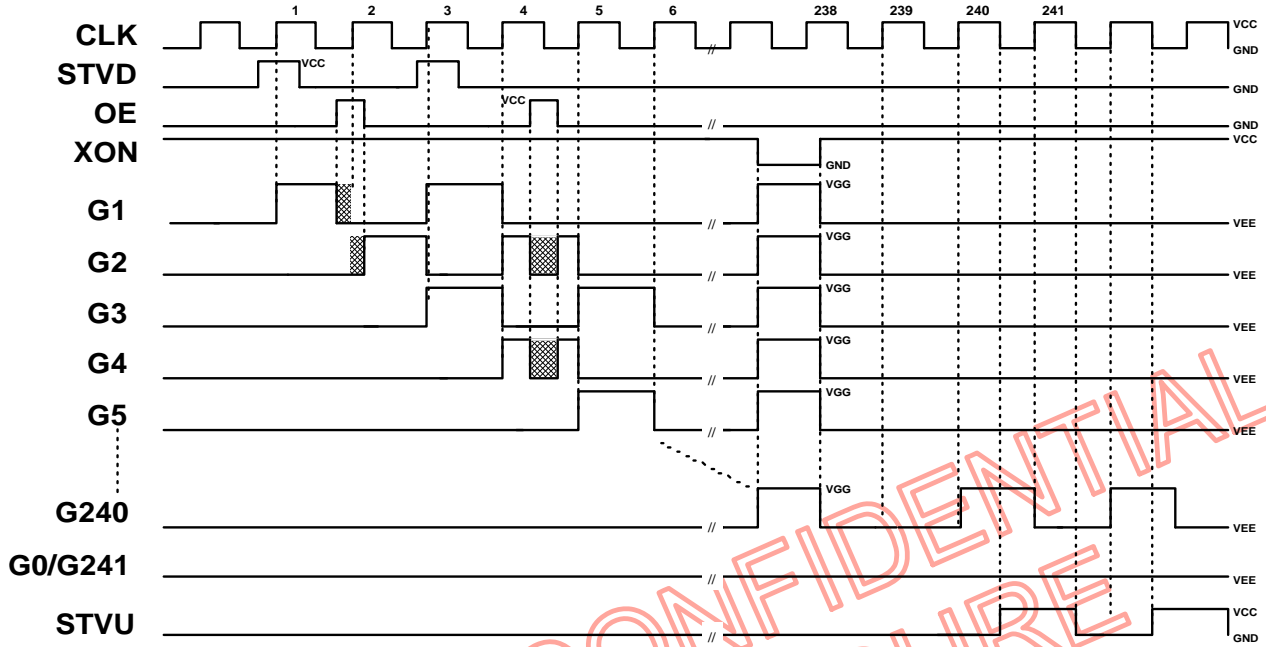 1 2 3 4 5 6 238 239 240 241
CLK VCC
GND
STVD VCC GND
OE VCC // GND
XON VCC
GND
G1 VGG
// VEE
G2 VGG
// VEE
G3 VGG
// VEE
G4 VGG
// VEE
G5 VGG
// VEE
G240 VGG
// VEE
G0/G241 // VEE
STVU VCC
// GND
CONFIDENTIAL